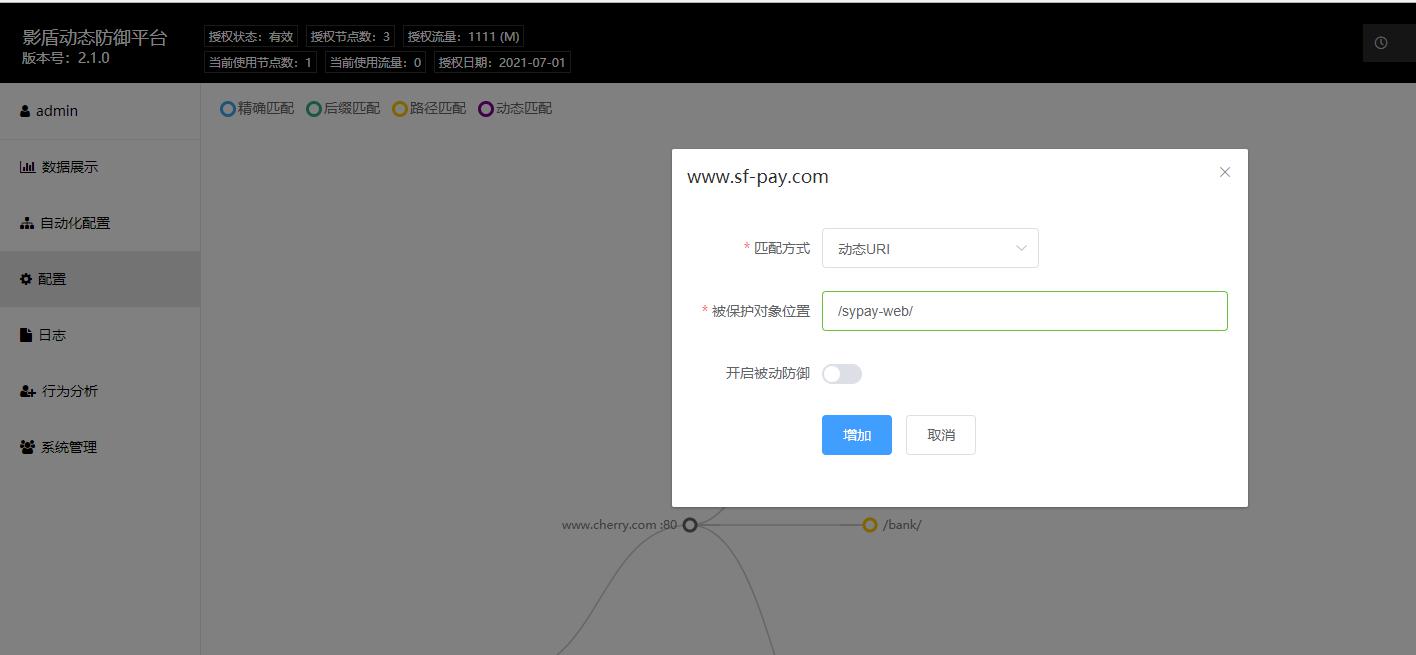 影盾动态防御平台
版本号：2.1.0
授权状态：有效 授权节点数：3 授权流量：1111 (M)
当前使用节点数：1 当前使用流量：0 授权日期：2021-07-01
admin
数据展示
自动化配置
配置
日志
行为分析
系统管理
精确匹配 后缀匹配 路径匹配 动态匹配
www.sf-pay.com
* 匹配方式 动态URI
* 被保护对象位置 /sypay-web/
开启被动防御
增加 取消
www.cherry.com :80 /bank/